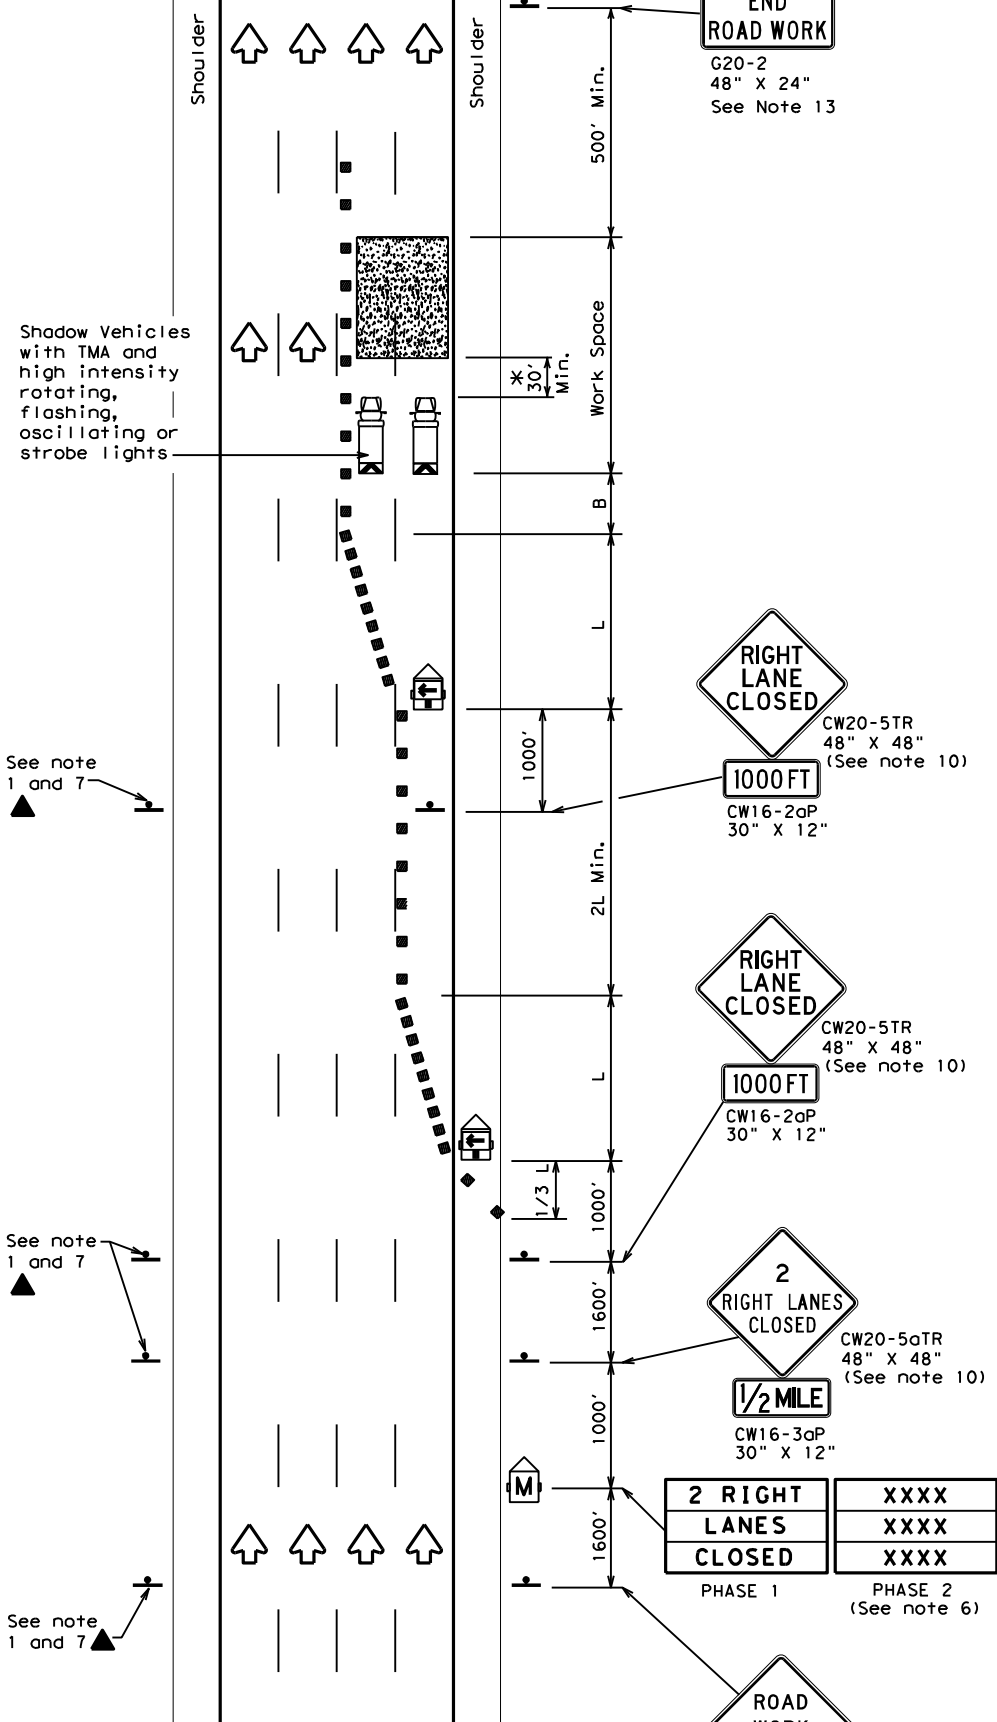 END
ROAD WORK
G20-2
48" X 24"
See Note 13
Shoulder
Shoulder
500' Min.
Shadow Vehicles
with TMA and
high intensity
rotating,
flashing,
oscillating or
strobe lights
* 30'
Min.
Work Space
B
L
RIGHT
LANE
CLOSED
CW20-5TR
48" X 48"
(See note 10)
1000 FT
CW16-2aP
30" X 12"
See note
1 and 7
1000'
2L Min.
RIGHT
LANE
CLOSED
CW20-5TR
48" X 48"
(See note 10)
1000 FT
CW16-2aP
30" X 12"
L
1/3 L
1000'
See note
1 and 7
1600'
2
RIGHT LANES
CLOSED
CW20-5aTR
48" X 48"
(See note 10)
1/2 MILE
CW16-3aP
30" X 12"
1000'
M
2 RIGHT
LANES
CLOSED
PHASE 1
XXXX
XXXX
XXXX
PHASE 2
(See note 6)
1600'
See note
1 and 7
ROAD